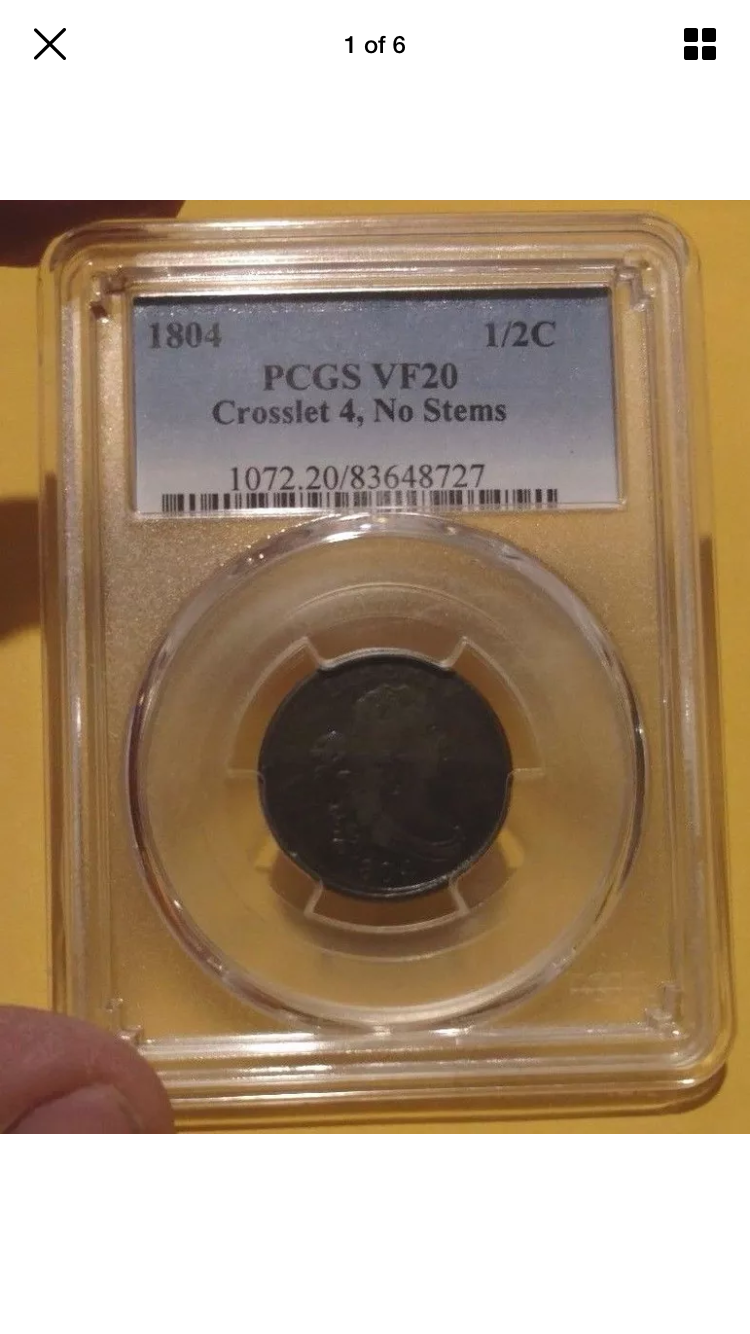 1 of 6
1804 1/2C
PCGS VF20
Crosslet 4, No Stems
1072.20/83648727